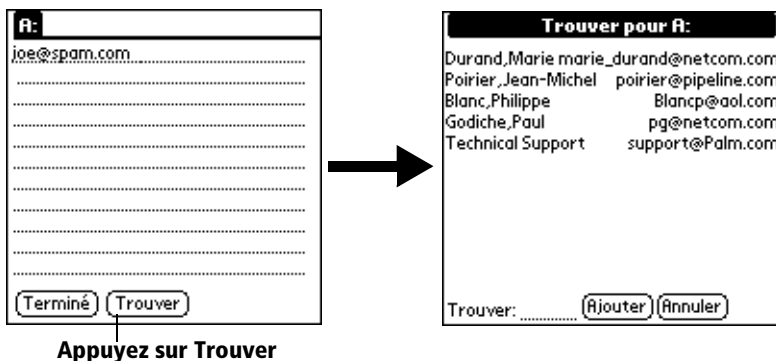 A:
joe@spam.com
Terminé Trouver
Appuyez sur Trouver
Trouver pour A:
Durand,Marie marie_durand@netcom.com
Poirier,Jean-Michel poirier@pipeline.com
Blanc,Philippe Blancp@aol.com
Godiche,Paul pg@netcom.com
Technical Support support@Palm.com
Trouver: Ajouter Annuler